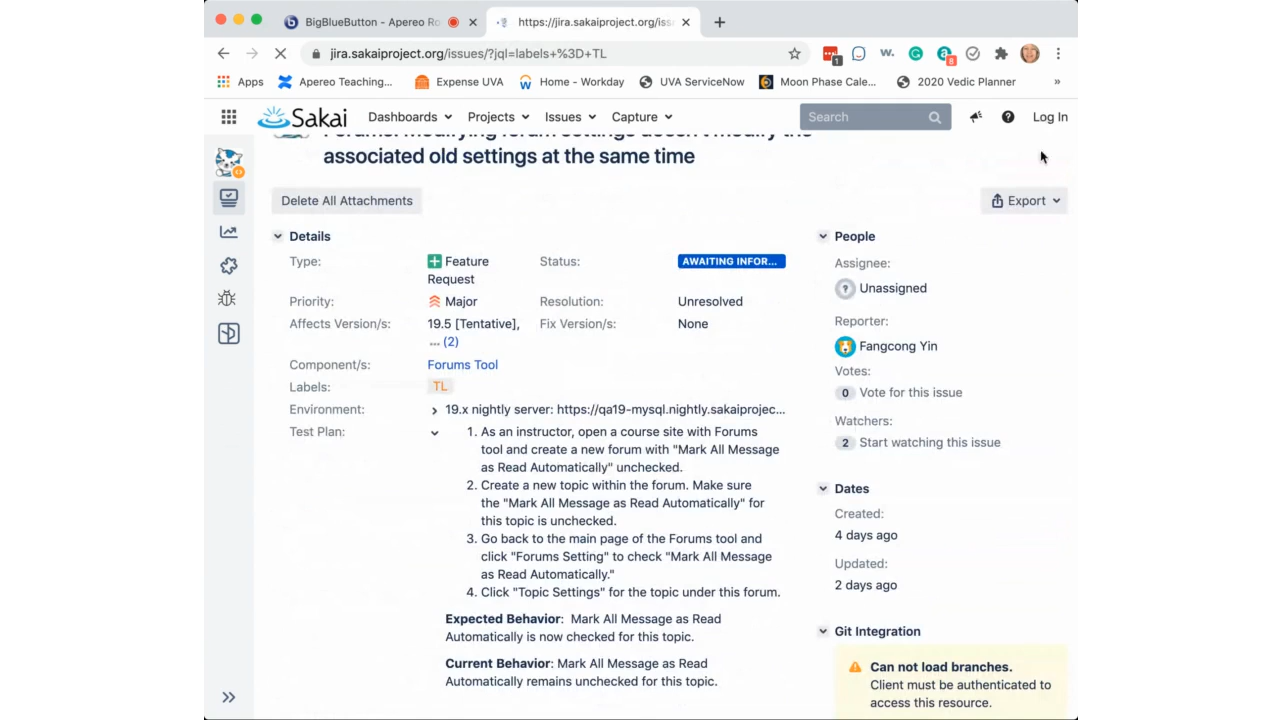 BigBlueButton - Apereo Ro
https://jira.sakaiproject.org/iss
jira.sakaiproject.org/issues/?jql=labels+%3D+TL
1
w.
8
Apps
Apereo Teaching...
Expense UVA
Home - Workday
UVA ServiceNow
Moon Phase Cale...
2020 Vedic Planner
»
Sakai
Dashboards
Projects
Issues
Capture
Search
Log In
Forums: Modifying forum settings doesn't modify the
associated old settings at the same time
Delete All Attachments
Export
Details
Type:
Feature
Request
Status:
AWAITING INFOR...
Priority:
Major
Resolution:
Unresolved
Affects Version/s:
19.5 [Tentative],
... (2)
Fix Version/s:
None
Component/s:
Forums Tool
Labels:
TL
Environment:
19.x nightly server: https://qa19-mysql.nightly.sakaiprojec...
Test Plan:
1. As an instructor, open a course site with Forums
tool and create a new forum with "Mark All Message
as Read Automatically" unchecked.
2. Create a new topic within the forum. Make sure
the "Mark All Message as Read Automatically" for
this topic is unchecked.
3. Go back to the main page of the Forums tool and
click "Forums Setting" to check "Mark All Message
as Read Automatically."
4. Click "Topic Settings" for the topic under this forum.
Expected Behavior: Mark All Message as Read
Automatically is now checked for this topic.
Current Behavior: Mark All Message as Read
Automatically remains unchecked for this topic.
People
Assignee:
Unassigned
Reporter:
Fangcong Yin
Votes:
0 Vote for this issue
Watchers:
2 Start watching this issue
Dates
Created:
4 days ago
Updated:
2 days ago
Git Integration
Can not load branches.
Client must be authenticated to
access this resource.